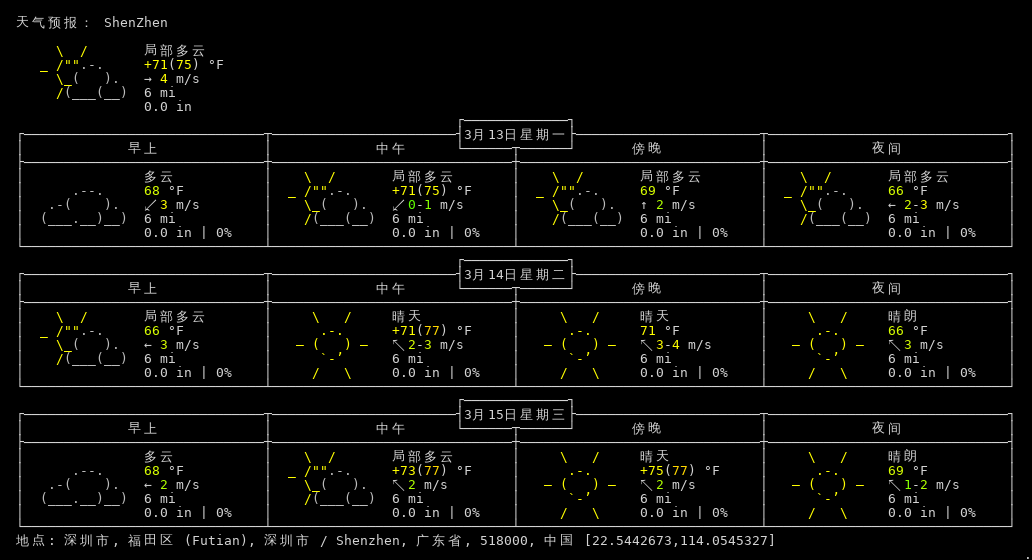 天气预报： ShenZhen
局部多云
+71(75) °F
→ 4 m/s
6 mi
0.0 in
3月13日星期一
早上 中午 傍晚 夜间
多云 局部多云 局部多云 局部多云
68 °F +71(75) °F 69 °F 66 °F
↙ 3 m/s ↙ 0-1 m/s ↑ 2 m/s ← 2-3 m/s
6 mi 6 mi 6 mi 6 mi
0.0 in | 0% 0.0 in | 0% 0.0 in | 0% 0.0 in | 0%
3月14日星期二
早上 中午 傍晚 夜间
局部多云 晴天 晴天 晴朗
66 °F +71(77) °F 71 °F 66 °F
← 3 m/s ↖ 2-3 m/s ↖ 3-4 m/s ↖ 3 m/s
6 mi 6 mi 6 mi 6 mi
0.0 in | 0% 0.0 in | 0% 0.0 in | 0% 0.0 in | 0%
3月15日星期三
早上 中午 傍晚 夜间
多云 局部多云 晴天 晴朗
68 °F +73(77) °F +75(77) °F 69 °F
← 2 m/s ↖ 2 m/s ↖ 2 m/s ↖ 1-2 m/s
6 mi 6 mi 6 mi 6 mi
0.0 in | 0% 0.0 in | 0% 0.0 in | 0% 0.0 in | 0%
地点: 深圳市, 福田区 (Futian), 深圳市 / Shenzhen, 广东省, 518000, 中国 [22.5442673,114.0545327]